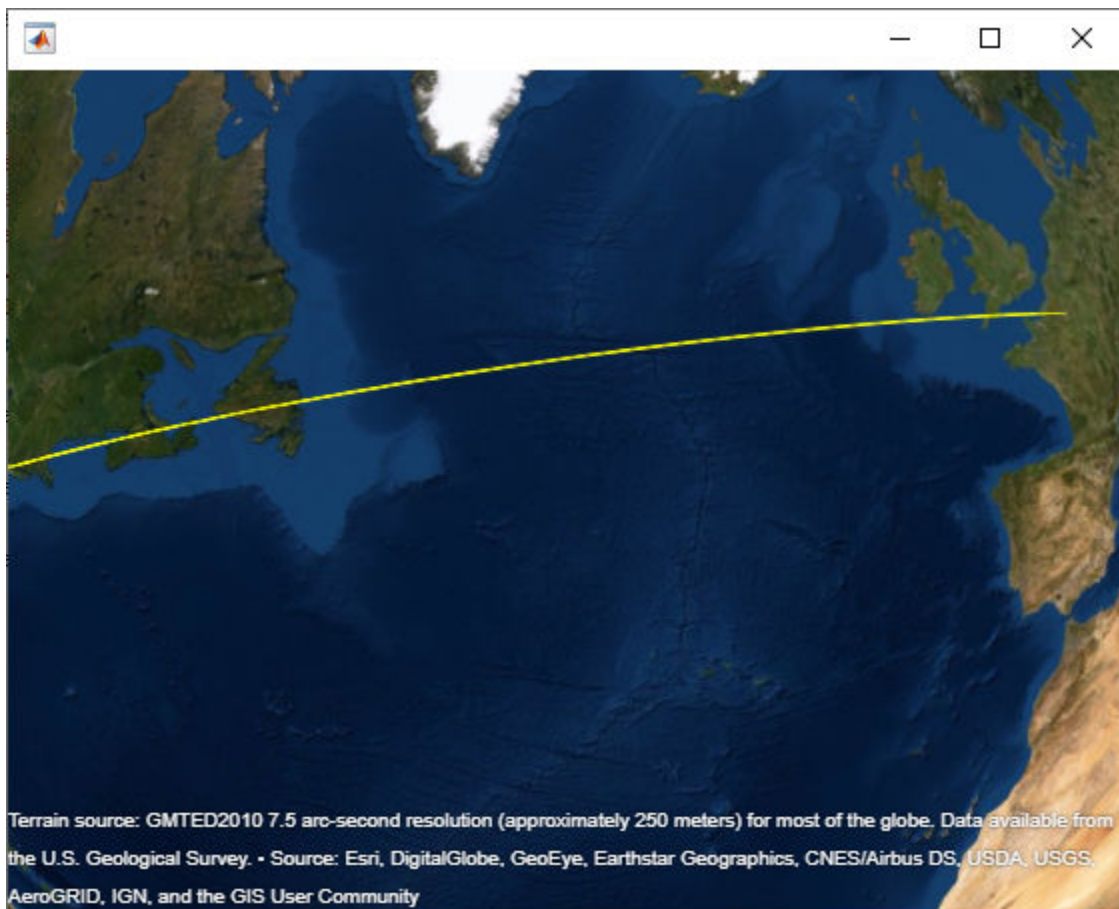 Terrain source: GMTED2010 7.5 arc-second resolution (approximately 250 meters) for most of the globe. Data available from
the U.S. Geological Survey. • Source: Esri, DigitalGlobe, GeoEye, Earthstar Geographics, CNES/Airbus DS, USDA, USGS,
AeroGRID, IGN, and the GIS User Community